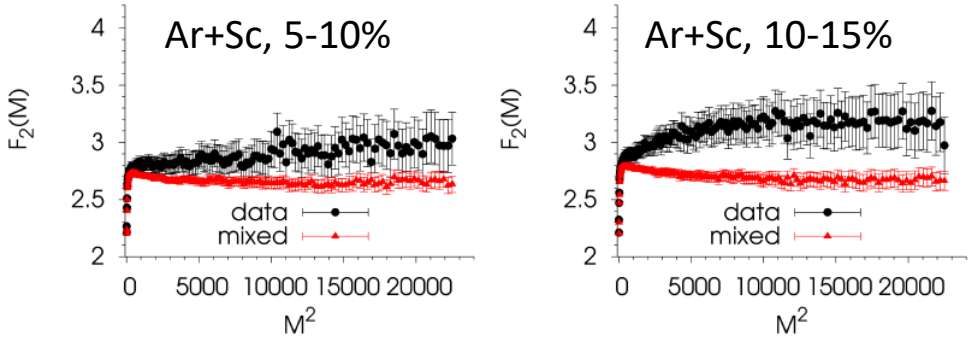 Ar+Sc, 5-10%
F₂(M)
4
3.5
3
2.5
2
data
mixed
0 5000 10000 15000 20000
M²
Ar+Sc, 10-15%
F₂(M)
4
3.5
3
2.5
2
data
mixed
0 5000 10000 15000 20000
M²